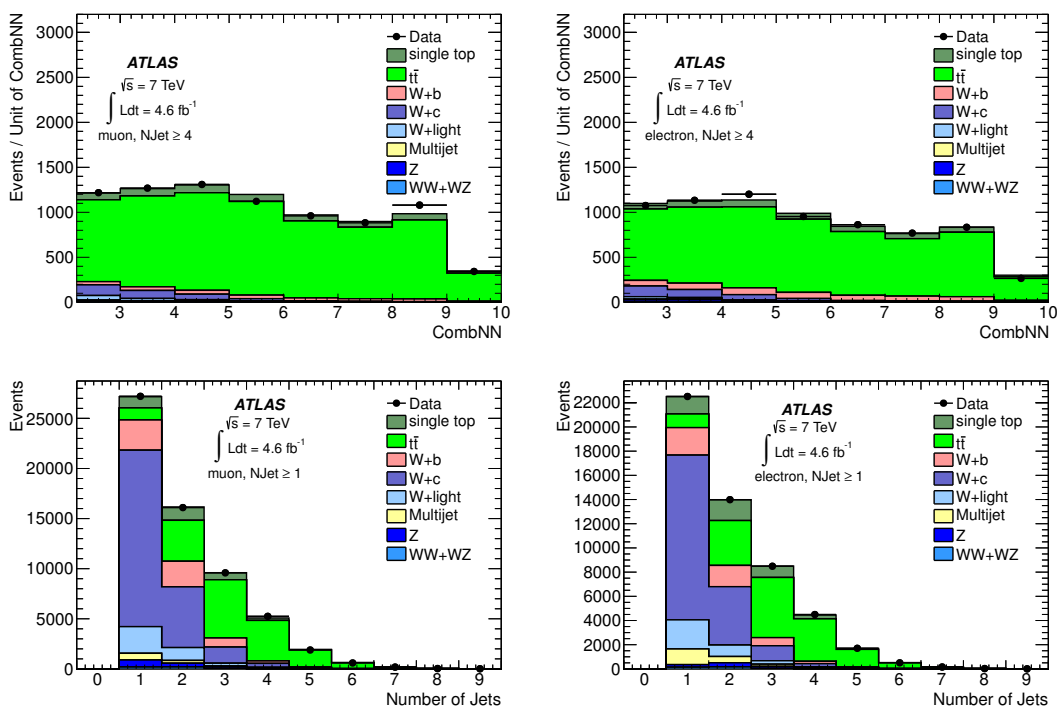 Events / Unit of CombNN
3000
2500
2000
1500
1000
500
0
ATLAS
√s = 7 TeV
∫ Ldt = 4.6 fb⁻¹
muon, NJet ≥ 4
Data
single top
tt̄
W+b
W+c
W+light
Multijet
Z
WW+WZ
3 4 5 6 7 8 9 10
CombNN
Events / Unit of CombNN
3000
2500
2000
1500
1000
500
0
ATLAS
√s = 7 TeV
∫ Ldt = 4.6 fb⁻¹
electron, NJet ≥ 4
Data
single top
tt̄
W+b
W+c
W+light
Multijet
Z
WW+WZ
3 4 5 6 7 8 9 10
CombNN
Events
25000
20000
15000
10000
5000
0
ATLAS
√s = 7 TeV
∫ Ldt = 4.6 fb⁻¹
muon, NJet ≥ 1
Data
single top
tt̄
W+b
W+c
W+light
Multijet
Z
WW+WZ
0 1 2 3 4 5 6 7 8 9
Number of Jets
Events
22000
20000
18000
16000
14000
12000
10000
8000
6000
4000
2000
0
ATLAS
√s = 7 TeV
∫ Ldt = 4.6 fb⁻¹
electron, NJet ≥ 1
Data
single top
tt̄
W+b
W+c
W+light
Multijet
Z
WW+WZ
0 1 2 3 4 5 6 7 8 9
Number of Jets